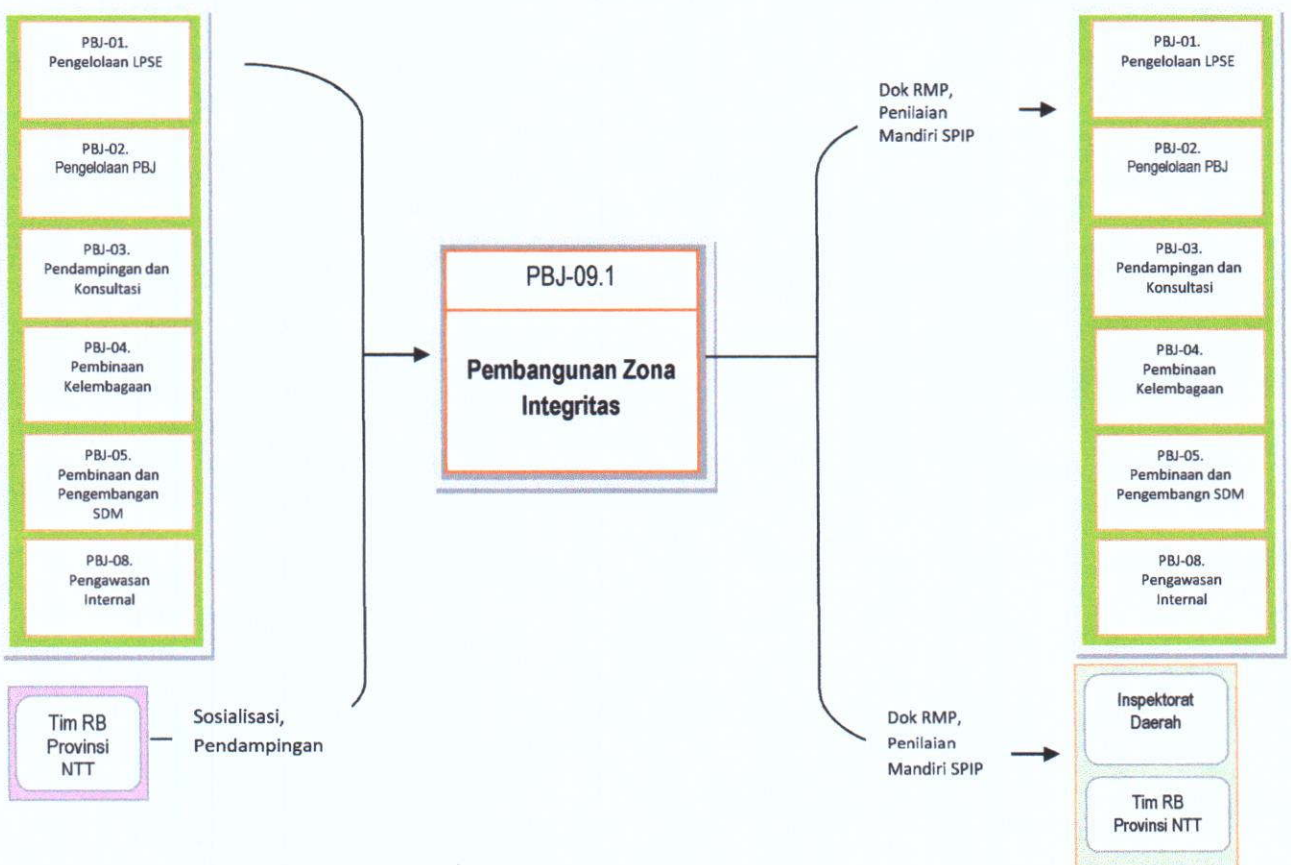 PBJ-01.
Pengelolaan LPSE
PBJ-02.
Pengelolaan PBJ
PBJ-03.
Pendampingan dan
Konsultasi
PBJ-04.
Pembinaan
Kelembagaan
PBJ-05.
Pembinaan dan
Pengembangan
SDM
PBJ-08.
Pengawasan
Internal
Tim RB
Provinsi
NTT
Sosialisasi,
Pendampingan
PBJ-09.1
Pembangunan Zona
Integritas
Dok RMP,
Penilaian
Mandiri SPIP
Dok RMP,
Penilaian
Mandiri SPIP
PBJ-01.
Pengelolaan LPSE
PBJ-02.
Pengelolaan PBJ
PBJ-03.
Pendampingan dan
Konsultasi
PBJ-04.
Pembinaan
Kelembagaan
PBJ-05.
Pembinaan dan
Pengembangn SDM
PBJ-08.
Pengawasan
Internal
Inspektorat
Daerah
Tim RB
Provinsi NTT